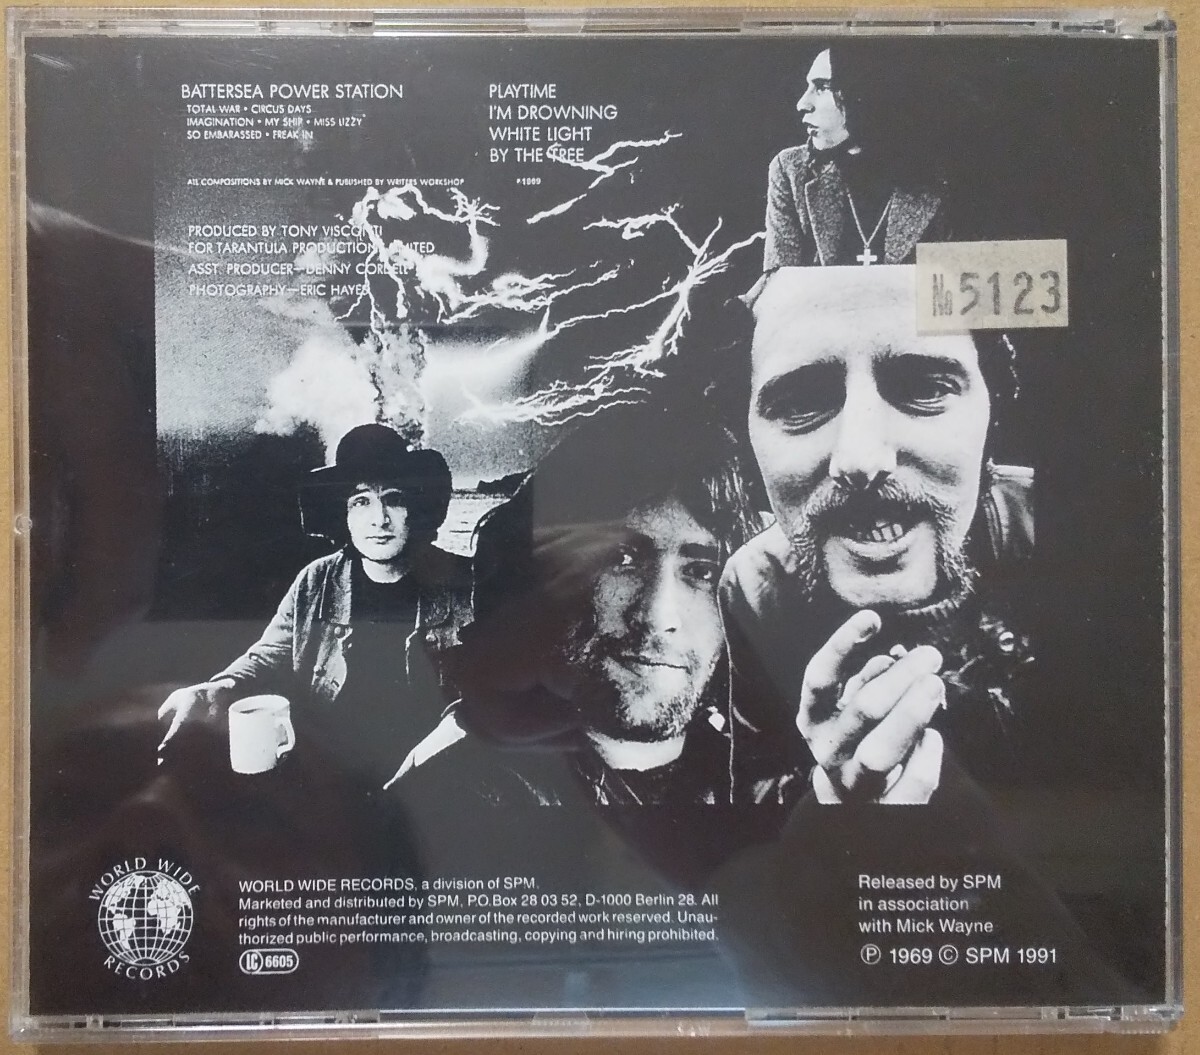 BATTERSEA POWER STATION
TOTAL WAR • CIRCUS DAYS
IMAGINATION • MY SHIP • MISS LIZZY
SO EMBARASSED • FREAK IN
PLAYTIME
I'M DROWNING
WHITE LIGHT
BY THE TREE
ALL COMPOSITIONS BY MICK WAYNE & PUBLISHED BY WRITERS WORKSHOP
P 1969
PRODUCED BY TONY VISCONTI
FOR TARANTULA PRODUCTIONS LIMITED
ASST. PRODUCER—DENNY CORDELL
PHOTOGRAPHY—ERIC HAYES
№5123
WORLD WIDE
RECORDS
WORLD WIDE RECORDS, a division of SPM.
Marketed and distributed by SPM, P.O.Box 28 03 52, D-1000 Berlin 28. All
rights of the manufacturer and owner of the recorded work reserved. Unau-
thorized public performance, broadcasting, copying and hiring prohibited.
LC 6605
Released by SPM
in association
with Mick Wayne
℗ 1969 © SPM 1991